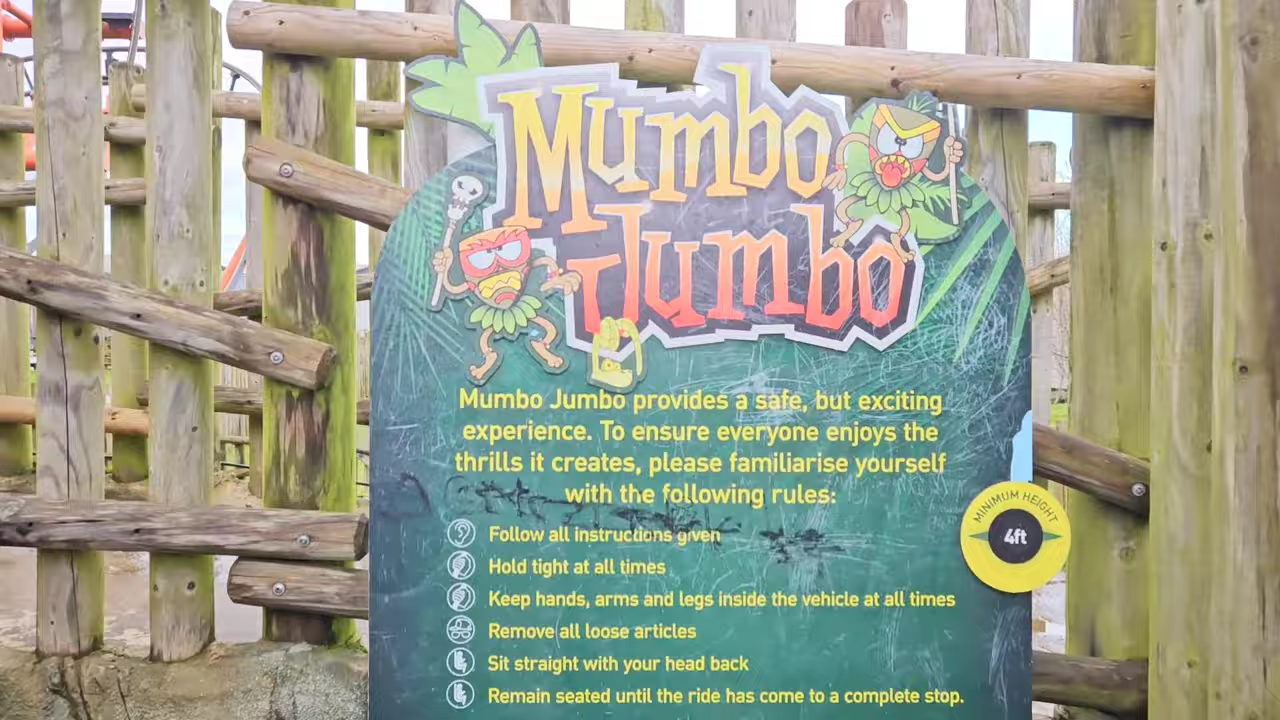 Mumbo
Jumbo
Mumbo Jumbo provides a safe, but exciting
experience. To ensure everyone enjoys the
thrills it creates, please familiarise yourself
with the following rules:
MINIMUM HEIGHT
4ft
Follow all instructions given
Hold tight at all times
Keep hands, arms and legs inside the vehicle at all times
Remove all loose articles
Sit straight with your head back
Remain seated until the ride has come to a complete stop.